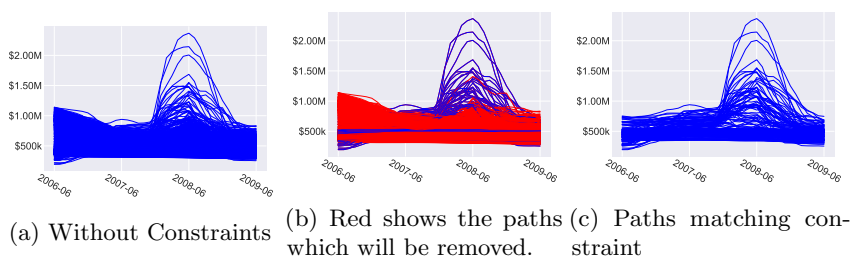 $2.00M
$1.50M
$1.00M
$500k
2006-06
2007-06
2008-06
2009-06
(a) Without Constraints
$2.00M
$1.50M
$1.00M
$500k
2006-06
2007-06
2008-06
2009-06
(b) Red shows the paths
which will be removed.
$2.00M
$1.50M
$1.00M
$500k
2006-06
2007-06
2008-06
2009-06
(c) Paths matching con-
straint